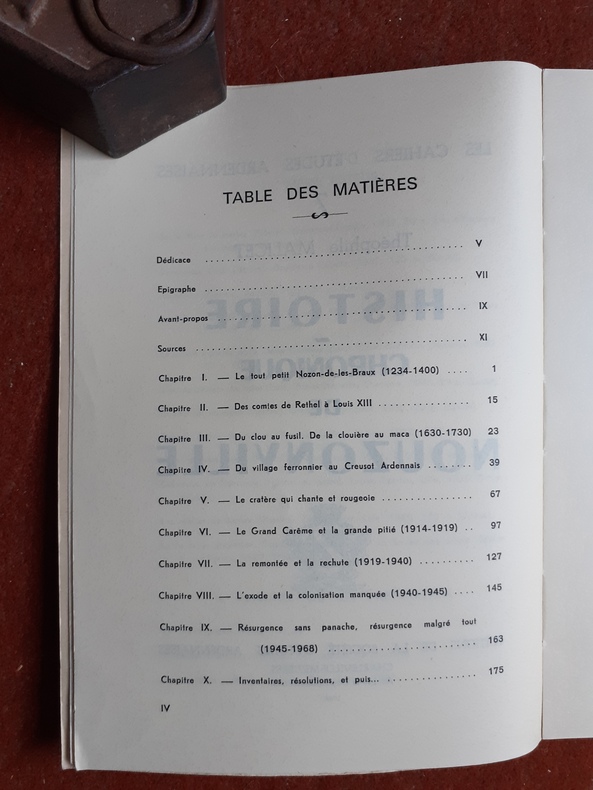 TABLE DES MATIÈRES
Dédicace .......... V
Epigraphe .......... VII
Avant-propos .......... IX
Sources .......... XI
Chapitre I. — Le tout petit Nozon-de-les-Braux (1234-1400) .... 1
Chapitre II. — Des comtes de Rethel à Louis XIII .......... 15
Chapitre III. — Du clou au fusil. De la clouière au maca (1630-1730) 23
Chapitre IV. — Du village ferronnier au Creusot Ardennais ........ 39
Chapitre V. — Le cratère qui chante et rougeoie .......... 67
Chapitre VI. — Le Grand Carême et la grande pitié (1914-1919) .. 97
Chapitre VII. — La remontée et la rechute (1919-1940) .......... 127
Chapitre VIII. — L'exode et la colonisation manquée (1940-1945) .... 145
Chapitre IX. — Résurgence sans panache, résurgence malgré tout
(1945-1968) .......... 163
Chapitre X. — Inventaires, résolutions, et puis... .......... 175
IV